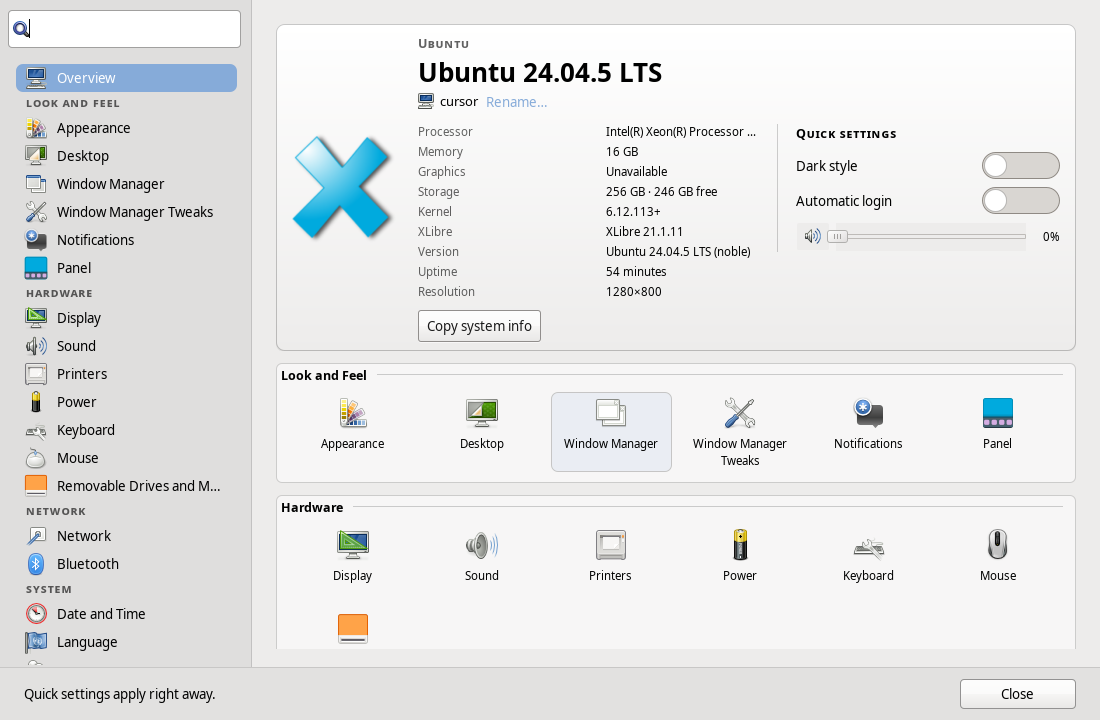 Overview
LOOK AND FEEL
Appearance
Desktop
Window Manager
Window Manager Tweaks
Notifications
Panel
HARDWARE
Display
Sound
Printers
Power
Keyboard
Mouse
Removable Drives and M...
NETWORK
Network
Bluetooth
SYSTEM
Date and Time
Language
UBUNTU
Ubuntu 24.04.5 LTS
cursor Rename...
Processor Intel(R) Xeon(R) Processor ...
Memory 16 GB
Graphics Unavailable
Storage 256 GB · 246 GB free
Kernel 6.12.113+
XLibre XLibre 21.1.11
Version Ubuntu 24.04.5 LTS (noble)
Uptime 54 minutes
Resolution 1280×800
Copy system info
QUICK SETTINGS
Dark style
Automatic login
0%
Look and Feel
Appearance
Desktop
Window Manager
Window Manager
Tweaks
Notifications
Panel
Hardware
Display
Sound
Printers
Power
Keyboard
Mouse
Quick settings apply right away.
Close